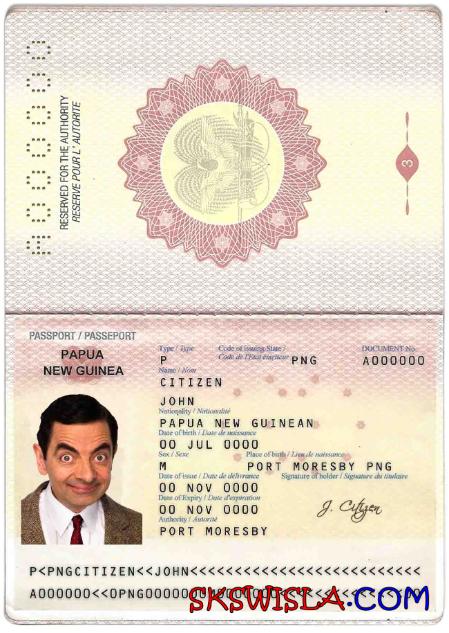 A000000
RESERVED FOR THE AUTHORITY
RESERVE POUR L' AUTORITE
3
PASSPORT / PASSEPORT
PAPUA
NEW GUINEA
Type / Type
Code of issuing State /
Code de l'Etat émetteur
DOCUMENT No
P
PNG
A000000
Name / Nom
CITIZEN
JOHN
Nationality / Nationalité
PAPUA NEW GUINEAN
Date of birth / Date de naissance
00 JUL 0000
Sex / Sexe
Place of birth / Lieu de naissance
M
PORT MORESBY PNG
Date of issue / Date de délivrance
Signature of holder / Signature du titulaire
00 NOV 0000
Date of Expiry / Date d'expiration
00 NOV 0000
J. Citizen
Authority / Autorité
PORT MORESBY
P<PNGCITIZEN<<JOHN<<<<<<<<<<<<<<<<<<<<<<<<<<
SKSWISLA.COM